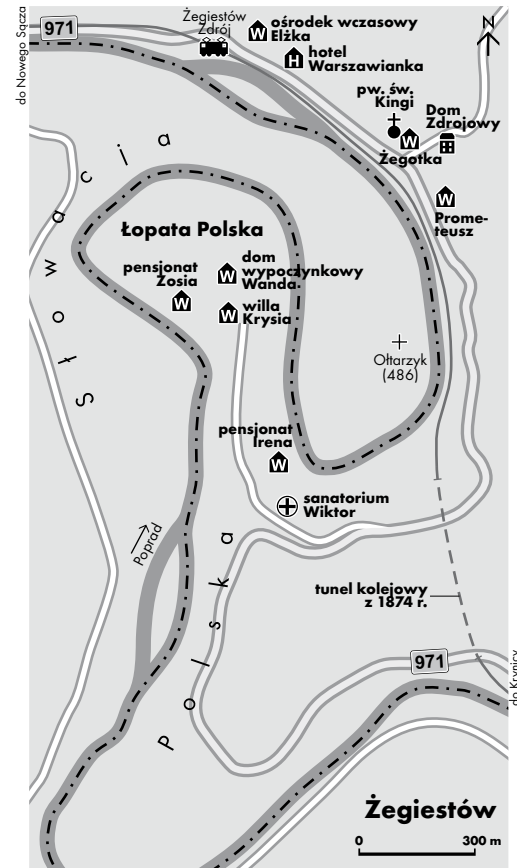 do Nowego Sącza
971
Żegiestów
Zdrój
W
ośrodek wczasowy
Elżka
H
hotel
Warszawianka
N
pw. św.
Kingi
Dom
Zdrojowy
W
Żegotka
W
Prome-
teusz
Słowacja
Łopata Polska
pensjonat
Zosia
W
W
dom
wypoczynkowy
Wanda
W
willa
Krysia
Ołtarzyk
(486)
pensjonat
Irena
W
sanatorium
Wiktor
Poprad
Polska
tunel kolejowy
z 1874 r.
971
do Krynicy
Żegiestów
0
300 m